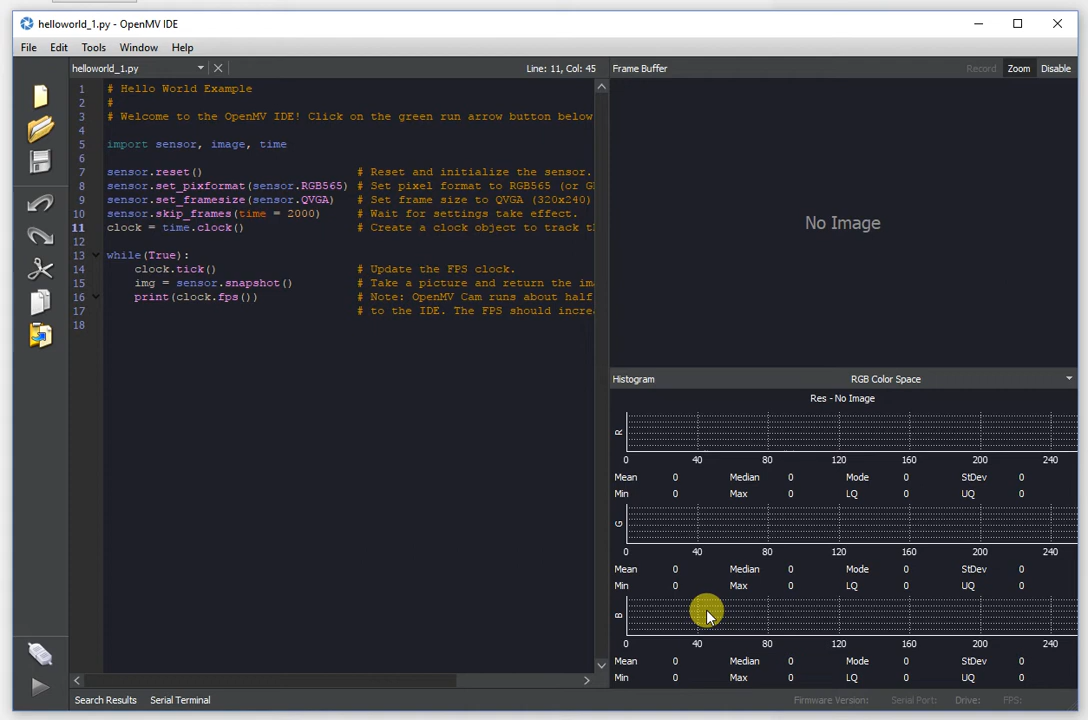 helloworld_1.py - OpenMV IDE
File Edit Tools Window Help
helloworld_1.py Line: 11, Col: 45 Frame Buffer Record Zoom Disable
1 # Hello World Example
2 #
3 # Welcome to the OpenMV IDE! Click on the green run arrow button below
4
5 import sensor, image, time
6
7 sensor.reset() # Reset and initialize the sensor.
8 sensor.set_pixformat(sensor.RGB565) # Set pixel format to RGB565 (or G
9 sensor.set_framesize(sensor.QVGA) # Set frame size to QVGA (320x240)
10 sensor.skip_frames(time = 2000) # Wait for settings take effect.
11 clock = time.clock() # Create a clock object to track t
12
13 while(True):
14 clock.tick() # Update the FPS clock.
15 img = sensor.snapshot() # Take a picture and return the im
16 print(clock.fps()) # Note: OpenMV Cam runs about half
17 # to the IDE. The FPS should incre
18
No Image
Histogram RGB Color Space
Res - No Image
R
0 40 80 120 160 200 240
Mean 0 Median 0 Mode 0 StDev 0
Min 0 Max 0 LQ 0 UQ 0
G
0 40 80 120 160 200 240
Mean 0 Median 0 Mode 0 StDev 0
Min 0 Max 0 LQ 0 UQ 0
B
0 40 80 120 160 200 240
Mean 0 Median 0 Mode 0 StDev 0
Min 0 Max 0 LQ 0 UQ 0
Search Results Serial Terminal Firmware Version: Serial Port: Drive: FPS: